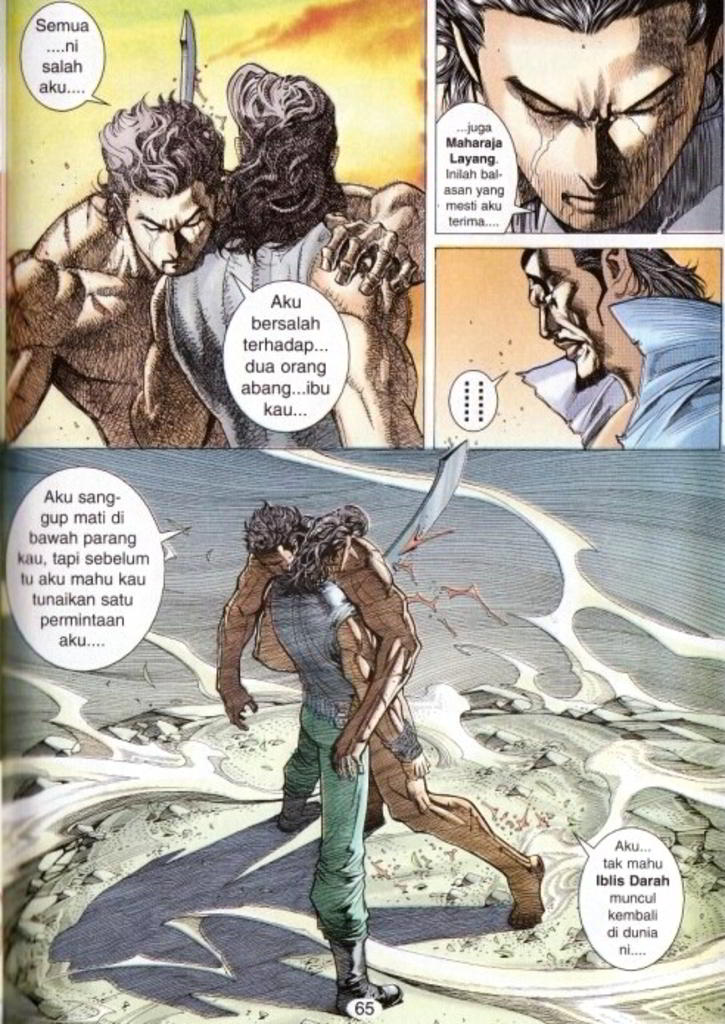 Semua
....ni
salah
aku....
Aku
bersalah
terhadap...
dua orang
abang...ibu
kau...
...juga
Maharaja
Layang.
Inilah bal-
asan yang
mesti aku
terima....
Aku sang-
gup mati di
bawah parang
kau, tapi sebelum
tu aku mahu kau
tunaikan satu
permintaan
aku....
Aku...
tak mahu
Iblis Darah
muncul
kembali
di dunia
ni....
65